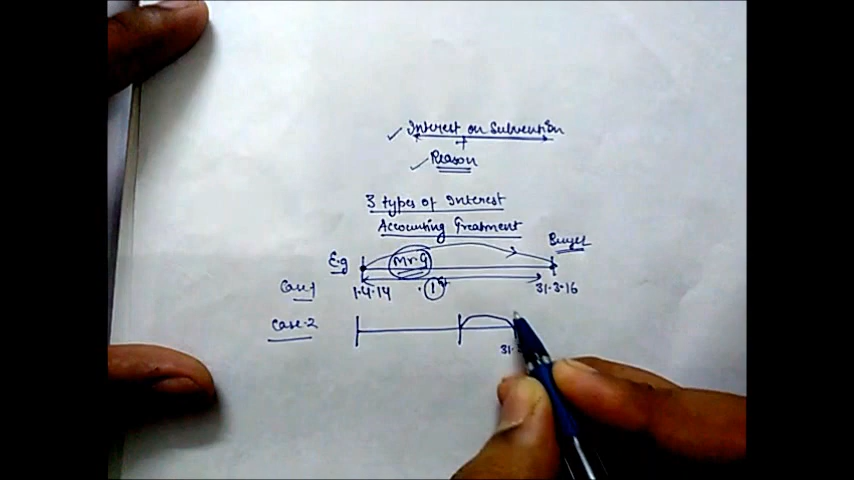 ✓ Interest on Subvention
✓ Reason
3 types of Interest
Accounting Treatment
E.g Mr. G Buyer
Case-1 1.4.14 1st 31.3.16
Case-2
31.